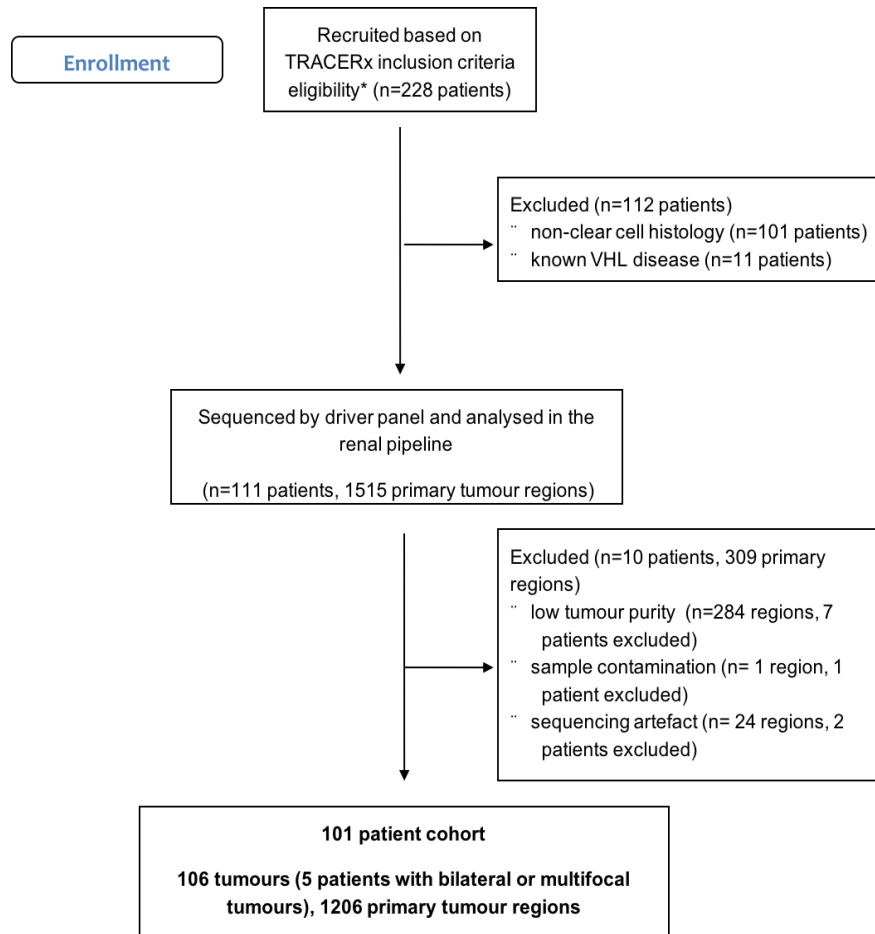 Enrollment
Recruited based on
TRACERx inclusion criteria
eligibility* (n=228 patients)
Excluded (n=112 patients)
¨ non-clear cell histology (n=101 patients)
¨ known VHL disease (n=11 patients)
Sequenced by driver panel and analysed in the
renal pipeline
(n=111 patients, 1515 primary tumour regions)
Excluded (n=10 patients, 309 primary
regions)
¨ low tumour purity (n=284 regions, 7
patients excluded)
¨ sample contamination (n= 1 region, 1
patient excluded)
¨ sequencing artefact (n= 24 regions, 2
patients excluded)
101 patient cohort
106 tumours (5 patients with bilateral or multifocal
tumours), 1206 primary tumour regions